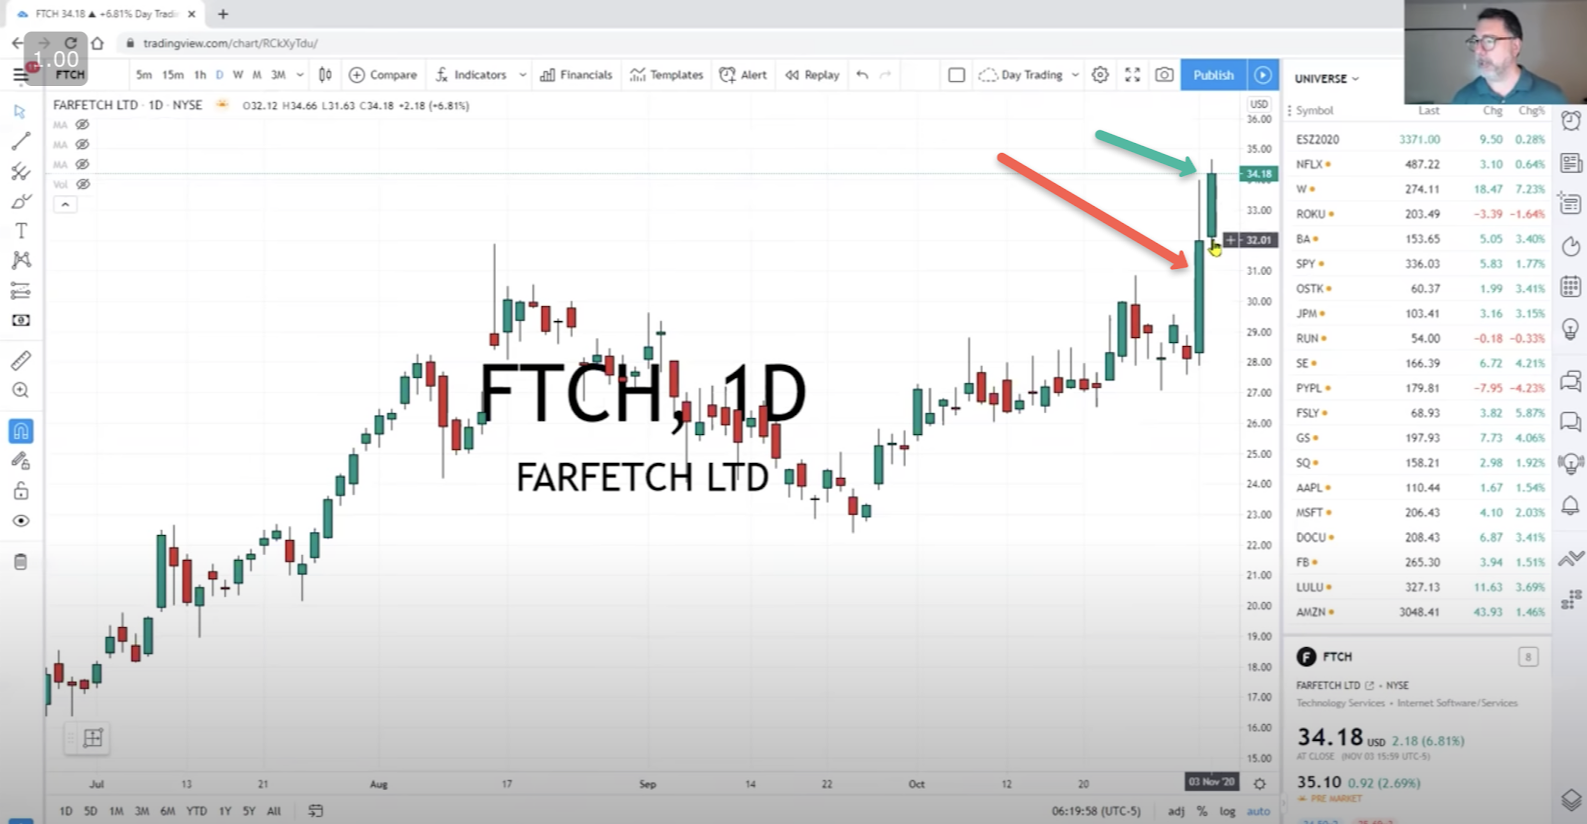 FTCH 34.18 ▲ +6.81% Day Tradi
tradingview.com/chart/RCkXyTdu/
1.00
FTCH
5m 15m 1h D W M 3M
Compare
Indicators
Financials
Templates
Alert
Replay
Day Trading
Publish
FARFETCH LTD · 1D · NYSE O32.12 H34.66 L31.63 C34.18 +2.18 (+6.81%)
MA
MA
MA
Vol
FTCH, 1D
FARFETCH LTD
USD
36.00
35.00
34.18
33.00
32.01
31.00
30.00
29.00
28.00
27.00
26.00
25.00
24.00
23.00
22.00
21.00
20.00
19.00
18.00
17.00
16.00
15.00
Jul 13 21 Aug 17 Sep 14 22 Oct 12 20 03 Nov '20
1D 5D 1M 3M 6M YTD 1Y 5Y All
06:19:58 (UTC-5) adj % log auto
UNIVERSE
Symbol Last Chg Chg%
ESZ2020 3371.00 9.50 0.28%
NFLX 487.22 3.10 0.64%
W 274.11 18.47 7.23%
ROKU 203.49 -3.39 -1.64%
BA 153.65 5.05 3.40%
SPY 336.03 5.83 1.77%
OSTK 60.37 1.99 3.41%
JPM 103.41 3.16 3.15%
RUN 54.00 -0.18 -0.33%
SE 166.39 6.72 4.21%
PYPL 179.81 -7.95 -4.23%
FSLY 68.93 3.82 5.87%
GS 197.93 7.73 4.06%
SQ 158.21 2.98 1.92%
AAPL 110.44 1.67 1.54%
MSFT 206.43 4.10 2.03%
DOCU 208.43 6.87 3.41%
FB 265.30 3.94 1.51%
LULU 327.13 11.63 3.69%
AMZN 3048.41 43.93 1.46%
F FTCH 8
FARFETCH LTD • NYSE
Technology Services • Internet Software/Services
34.18 USD 2.18 (6.81%)
AT CLOSE (NOV 03 15:59 UTC-5)
35.10 0.92 (2.69%)
PRE MARKET